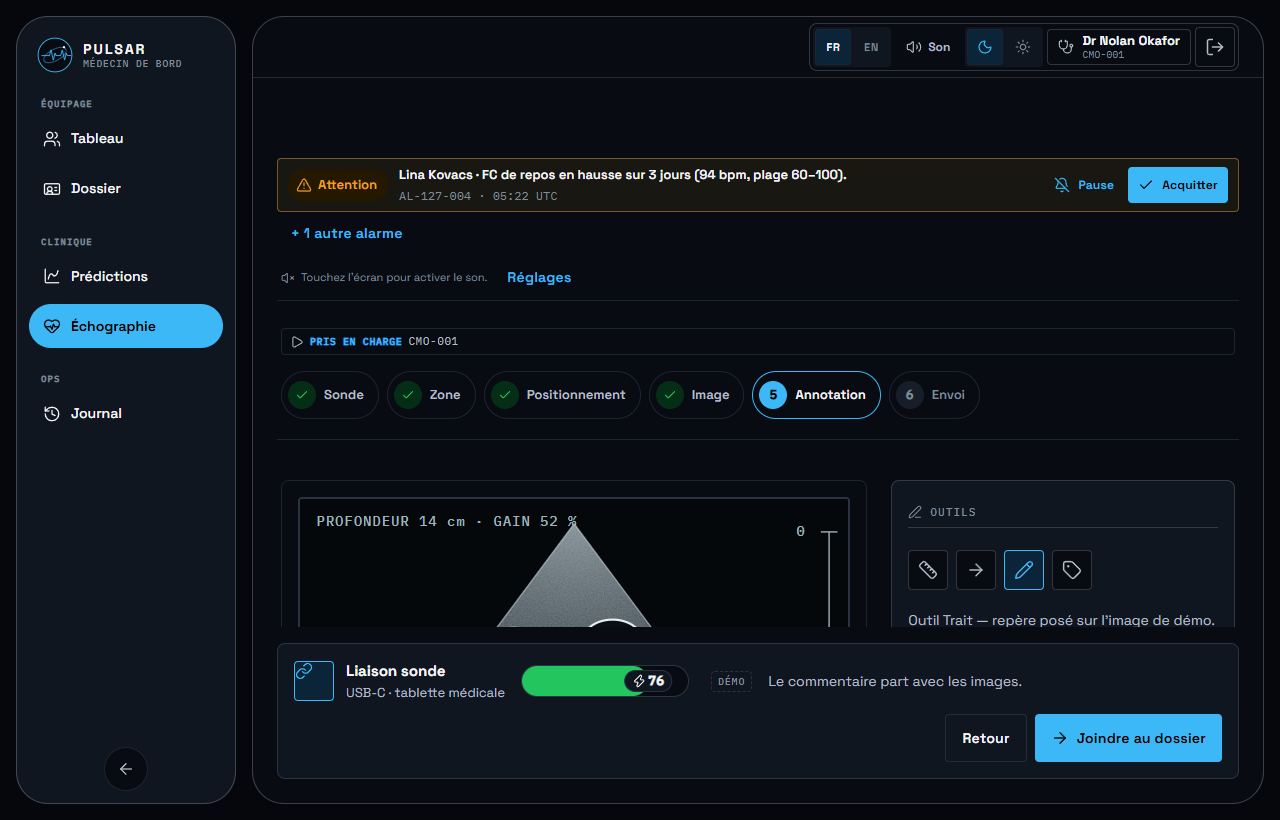 PULSAR
MÉDECIN DE BORD
ÉQUIPAGE
Tableau
Dossier
CLINIQUE
Prédictions
Échographie
OPS
Journal
FR
EN
Son
Dr Nolan Okafor
CMO-001
Attention
Lina Kovacs · FC de repos en hausse sur 3 jours (94 bpm, plage 60–100).
AL-127-004 · 05:22 UTC
Pause
Acquitter
+ 1 autre alarme
Touchez l'écran pour activer le son.
Réglages
PRIS EN CHARGE CMO-001
Sonde
Zone
Positionnement
Image
5 Annotation
6 Envoi
PROFONDEUR 14 cm · GAIN 52 %
0
OUTILS
Outil Trait — repère posé sur l'image de démo.
Liaison sonde
USB-C · tablette médicale
76
DÉMO
Le commentaire part avec les images.
Retour
Joindre au dossier